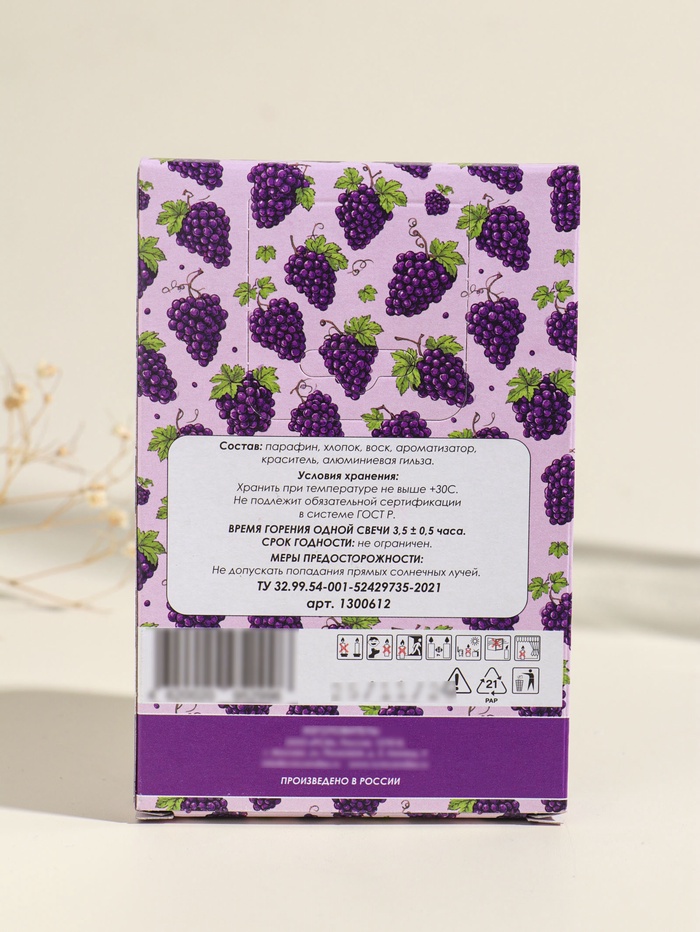 Состав: парафин, хлопок, воск, ароматизатор,
краситель, алюминиевая гильза.
Условия хранения:
Хранить при температуре не выше +30С.
Не подлежит обязательной сертификации
в системе ГОСТ Р.
ВРЕМЯ ГОРЕНИЯ ОДНОЙ СВЕЧИ 3,5 ± 0,5 часа.
СРОК ГОДНОСТИ: не ограничен.
МЕРЫ ПРЕДОСТОРОЖНОСТИ:
Не допускать попадания прямых солнечных лучей.
ТУ 32.99.54-001-52429735-2021
арт. 1300612
21
PAP
ПРОИЗВЕДЕНО В РОССИИ